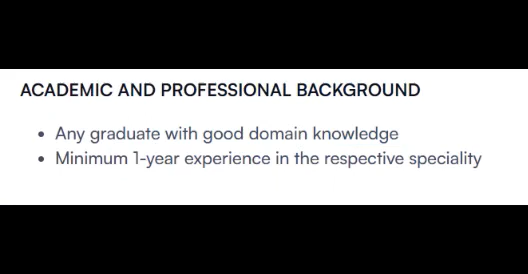 ACADEMIC AND PROFESSIONAL BACKGROUND
• Any graduate with good domain knowledge
• Minimum 1-year experience in the respective speciality